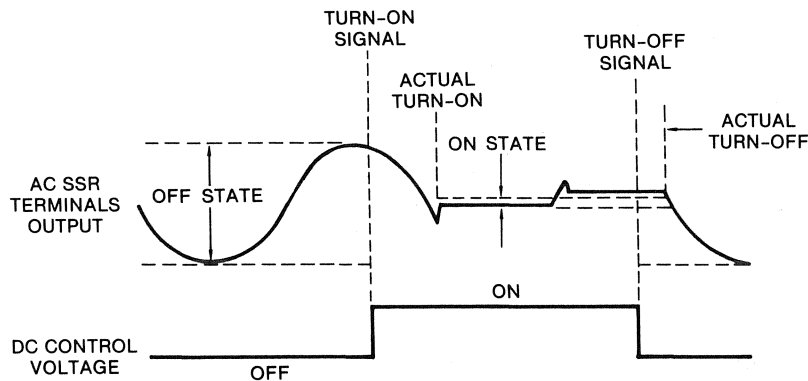 TURN-ON
SIGNAL
TURN-OFF
SIGNAL
ACTUAL
TURN-ON
ACTUAL
TURN-OFF
ON STATE
AC SSR
TERMINALS
OUTPUT
OFF STATE
ON
DC CONTROL
VOLTAGE
OFF